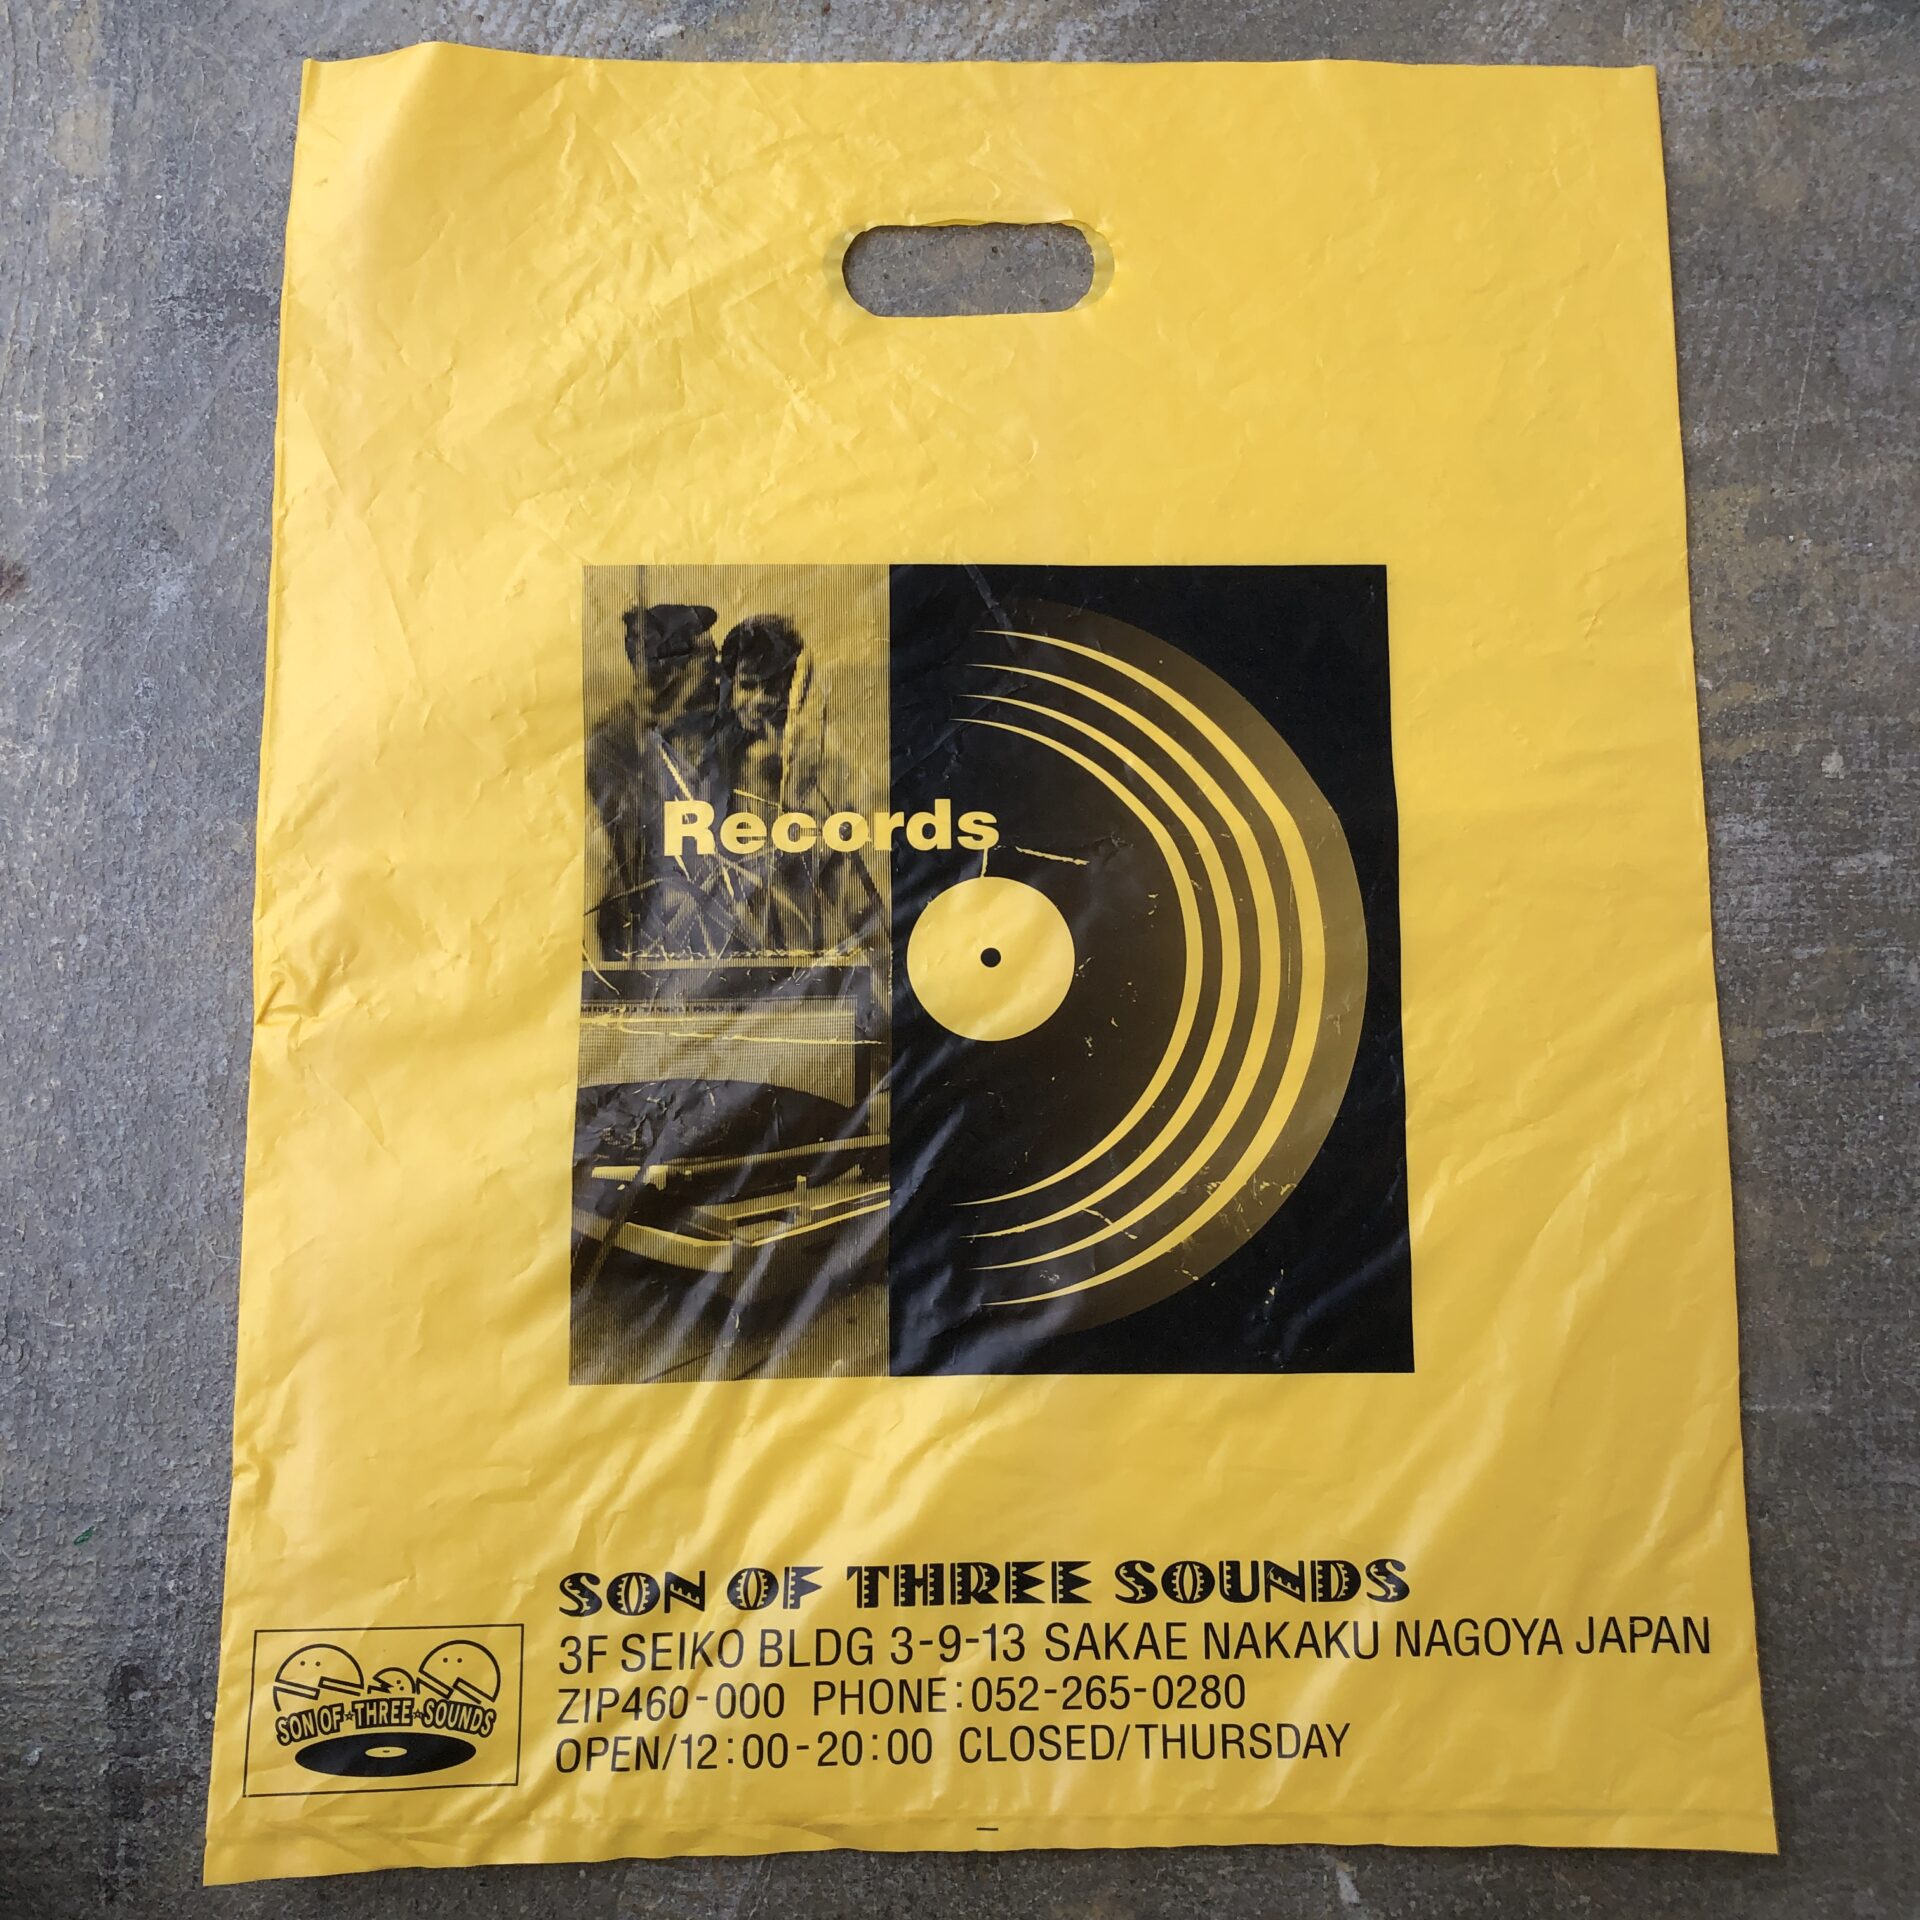 Records
SON OF THREE SOUNDS
3F SEIKO BLDG 3-9-13 SAKAE NAKAKU NAGOYA JAPAN
ZIP460-000 PHONE:052-265-0280
OPEN/12:00-20:00 CLOSED/THURSDAY
SON OF★THREE★SOUNDS